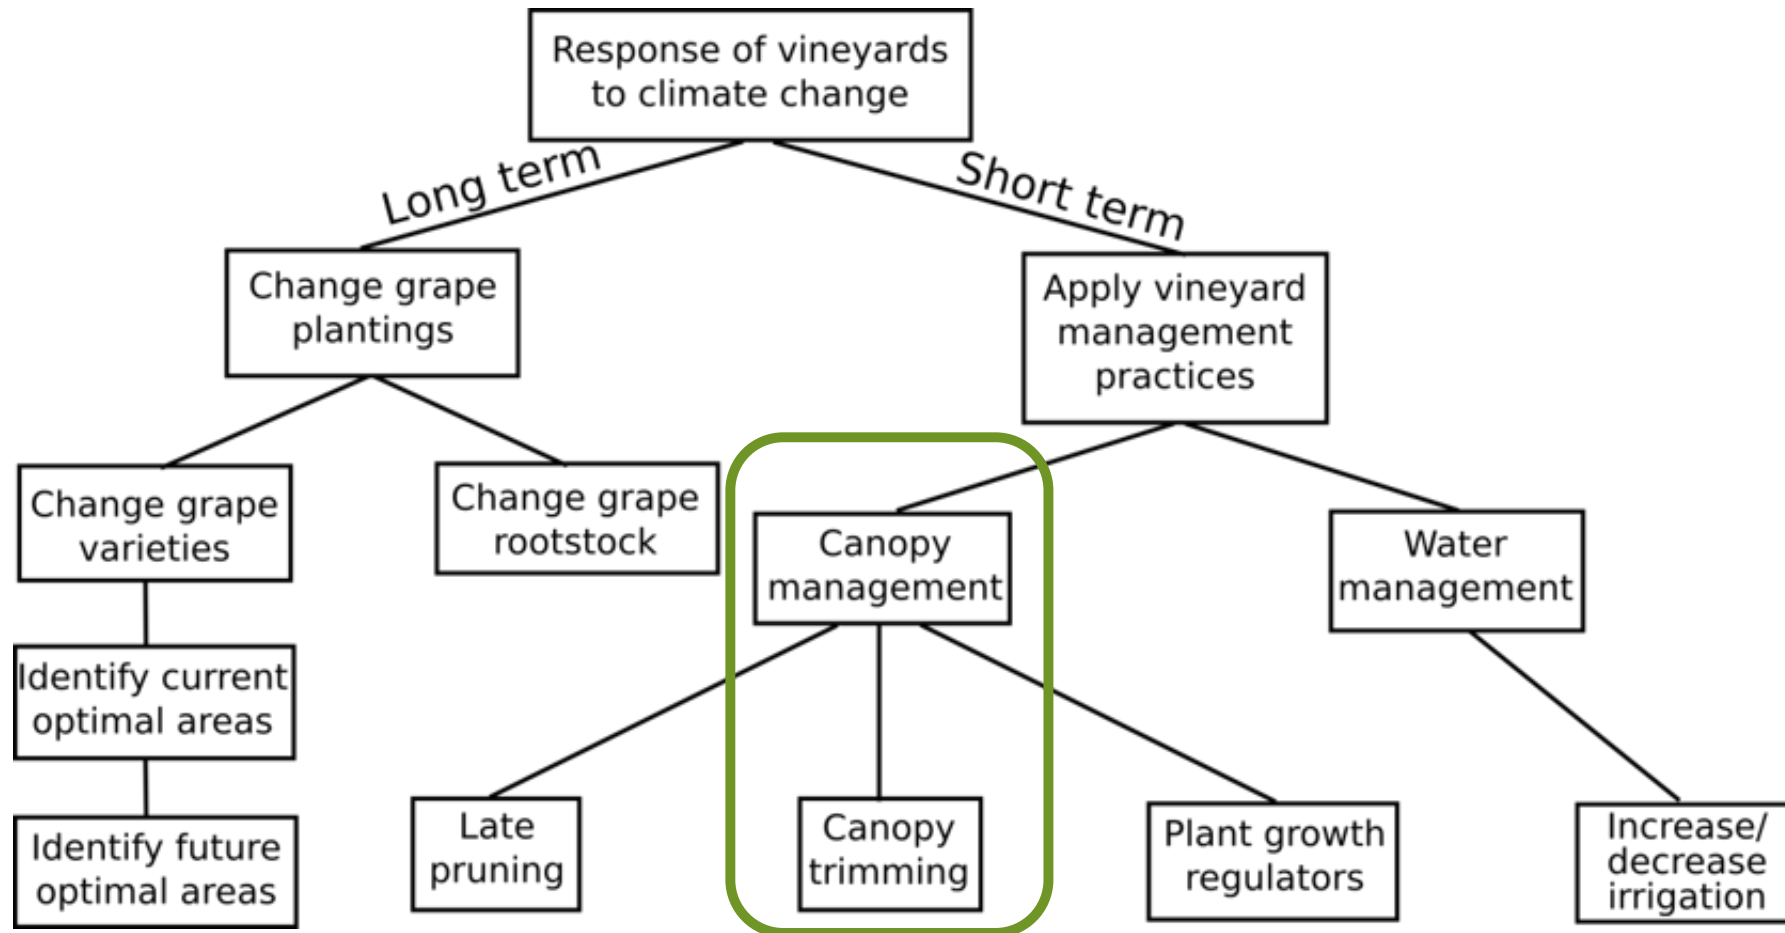 Response of vineyards
to climate change
Long term
Short term
Change grape
plantings
Apply vineyard
management
practices
Change grape
varieties
Change grape
rootstock
Canopy
management
Water
management
Identify current
optimal areas
Identify future
optimal areas
Late
pruning
Canopy
trimming
Plant growth
regulators
Increase/
decrease
irrigation